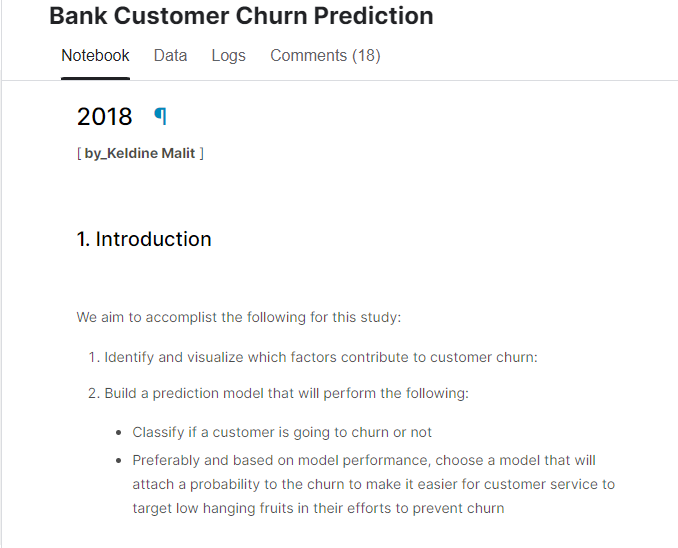 Bank Customer Churn Prediction
Notebook Data Logs Comments (18)
2018 ¶
[ by_Keldine Malit ]
1. Introduction
We aim to accomplist the following for this study:
1. Identify and visualize which factors contribute to customer churn:
2. Build a prediction model that will perform the following:
• Classify if a customer is going to churn or not
• Preferably and based on model performance, choose a model that will
attach a probability to the churn to make it easier for customer service to
target low hanging fruits in their efforts to prevent churn